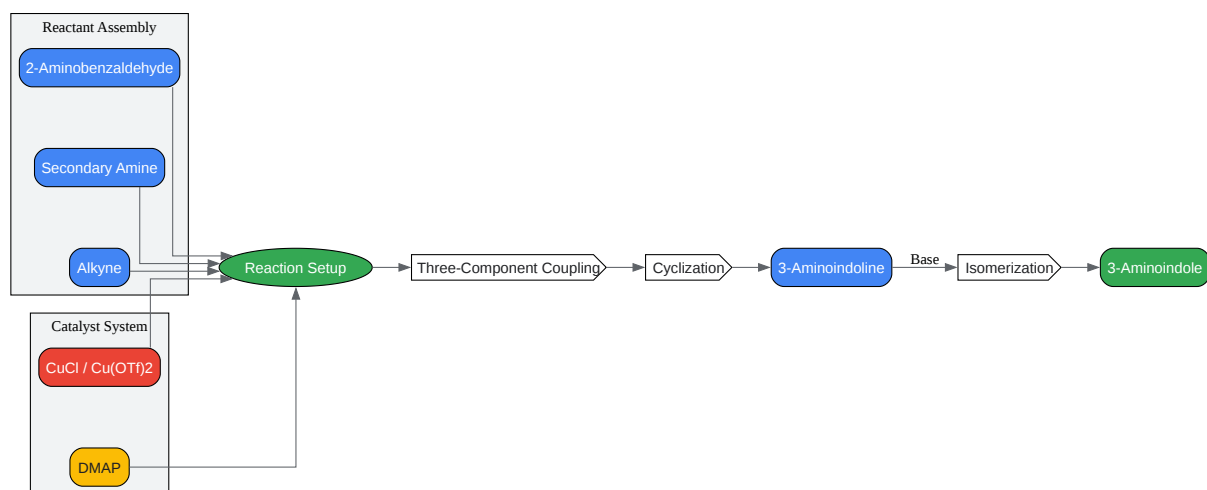 Reactant Assembly
2-Aminobenzaldehyde
Secondary Amine
Alkyne
Catalyst System
CuCl / Cu(OTf)2
DMAP
Reaction Setup
Three-Component Coupling
Cyclization
3-Aminoindoline
Base
Isomerization
3-Aminoindole